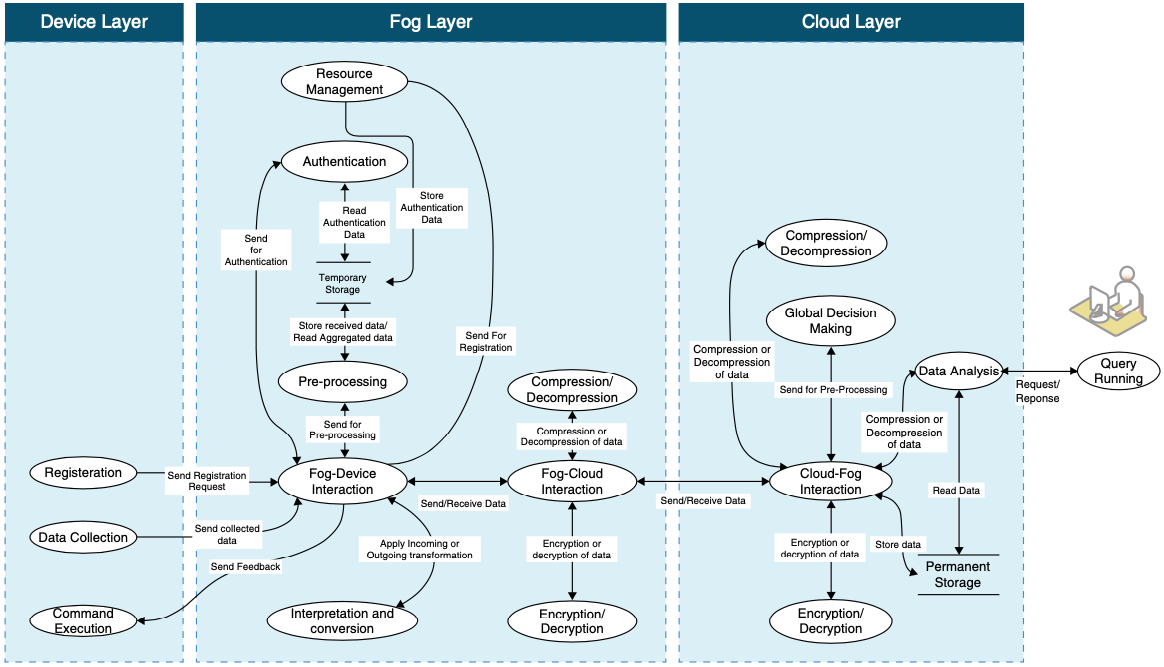 Device Layer
Fog Layer
Cloud Layer
Resource
Management
Authentication
Read
Authentication
Data
Store
Authentication
Data
Send
for
Authentication
Temporary
Storage
Store received data/
Read Aggregated data
Send For
Registration
Pre-processing
Send for
Pre-processing
Compression/
Decompression
Compression or
Decompression of data
Registeration
Send Registration
Request
Fog-Device
Interaction
Fog-Cloud
Interaction
Send/Receive Data
Send/Receive Data
Data Collection
Send collected
data
Send Feedback
Apply Incoming or
Outgoing transformation
Encryption or
decryption of data
Command
Execution
Interpretation and
conversion
Encryption/
Decryption
Compression/
Decompression
Global Decision
Making
Compression or
Decompression
of data
Send for Pre-Processing
Data Analysis
Request/
Reponse
Query
Running
Compression or
Decompression
of data
Cloud-Fog
Interaction
Read Data
Encryption or
decryption of data
Store data
Permanent
Storage
Encryption/
Decryption